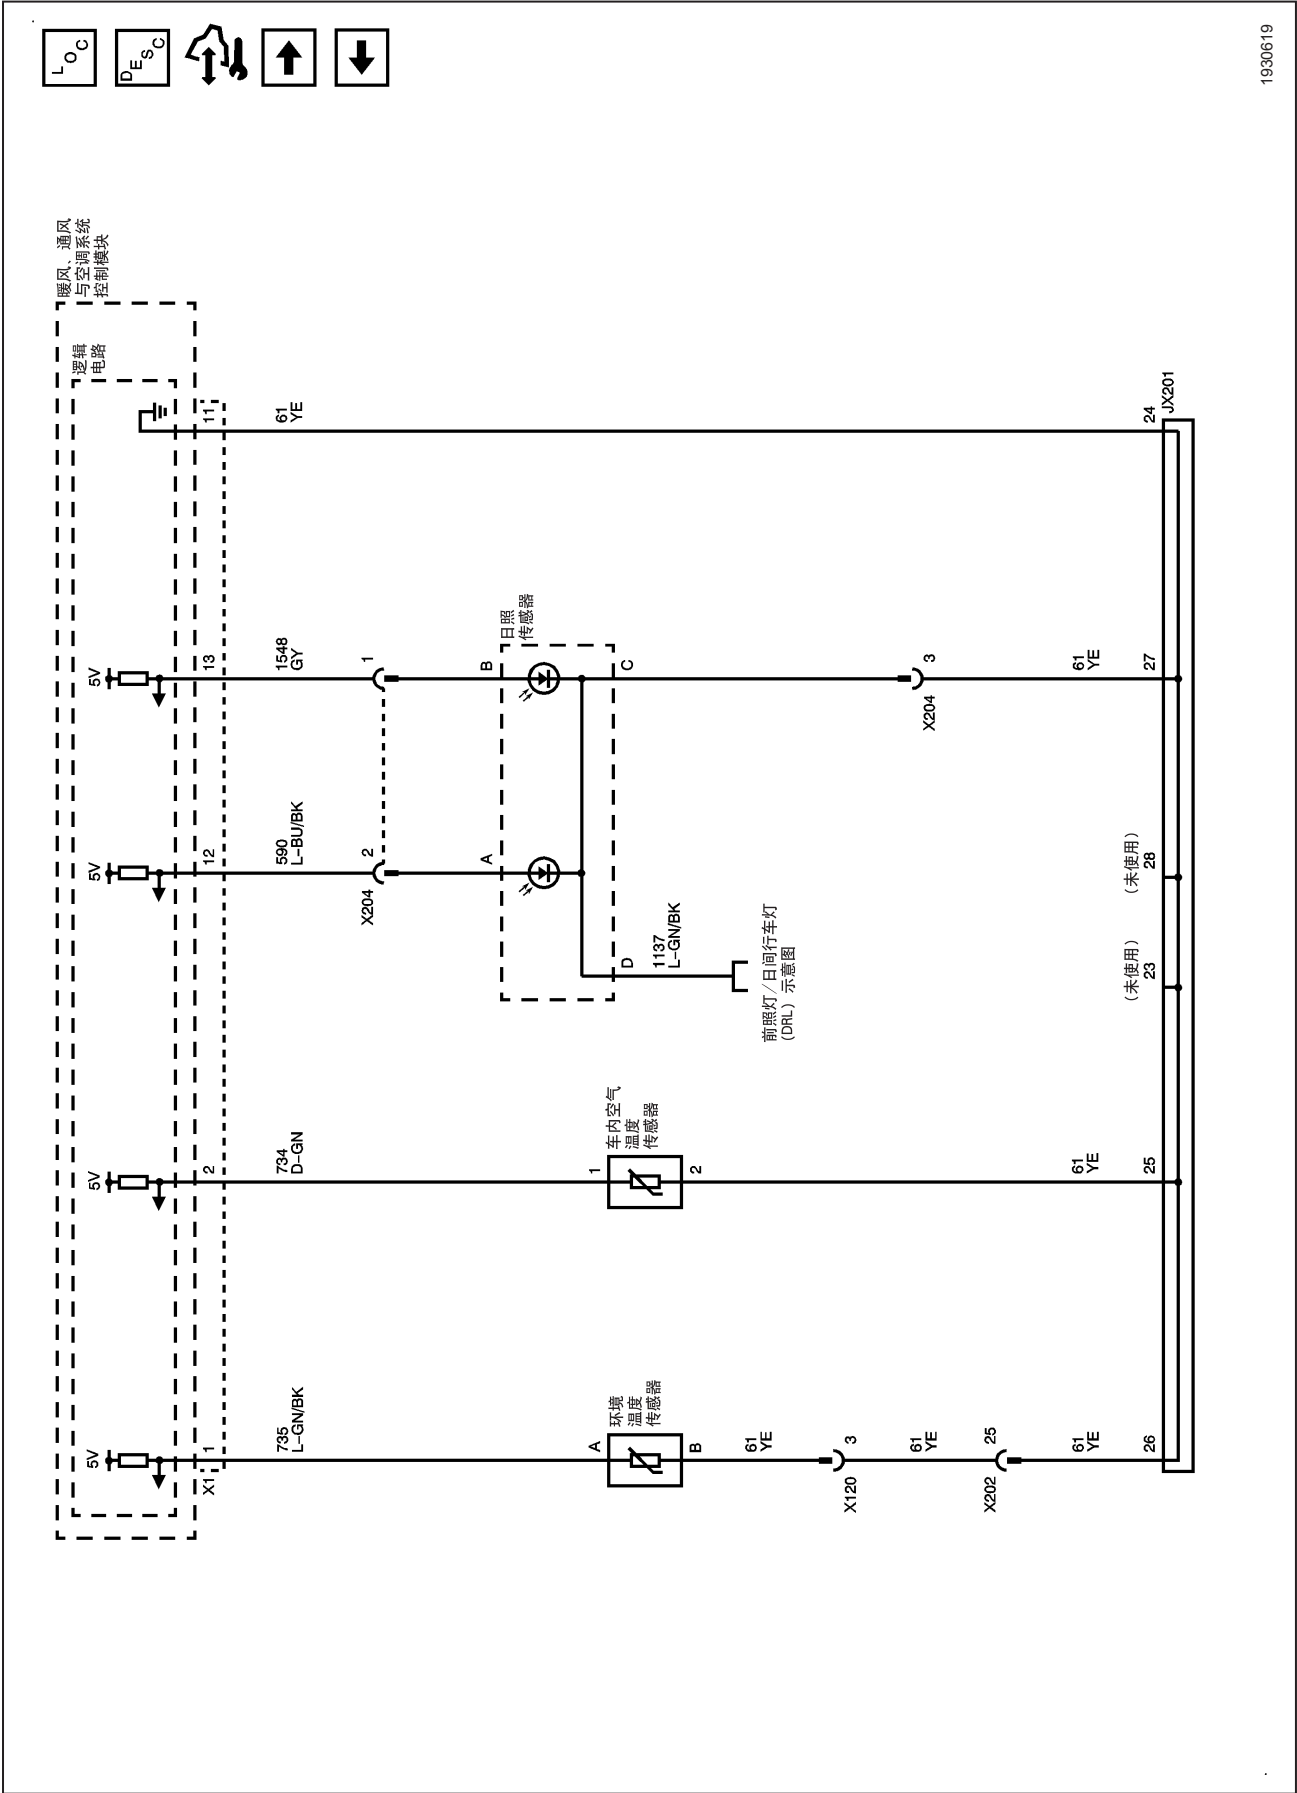 LOC
DESC
暖风、通风
与空调系统
控制模块
逻辑
电路
5V
5V
5V
5V
X1
1
2
12
13
11
735
L-GN/BK
734
D-GN
590
L-BU/BK
1548
GY
61
YE
X204
2
1
日照
传感器
A
B
D
C
1137
L-GN/BK
前照灯/日间行车灯
(DRL) 示意图
环境
温度
传感器
A
B
车内空气
温度
传感器
1
2
61
YE
X120
3
61
YE
X202
25
X204
3
61
YE
61
YE
61
YE
26
25
(未使用)
23
(未使用)
28
27
24
JX201
1930619